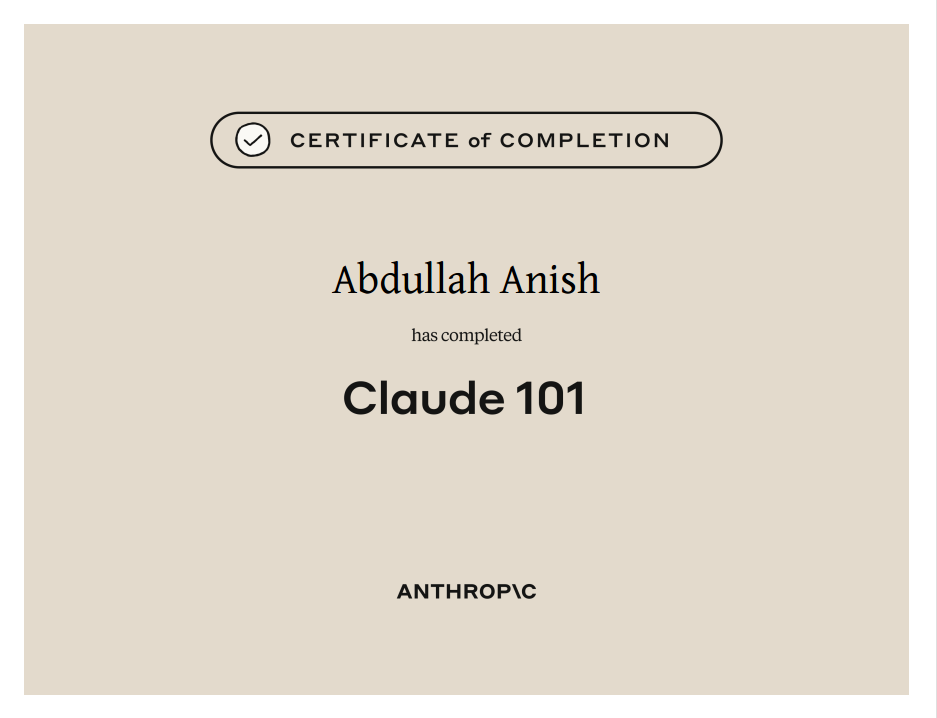 CERTIFICATE of COMPLETION
Abdullah Anish
has completed
Claude 101
ANTHROP\C